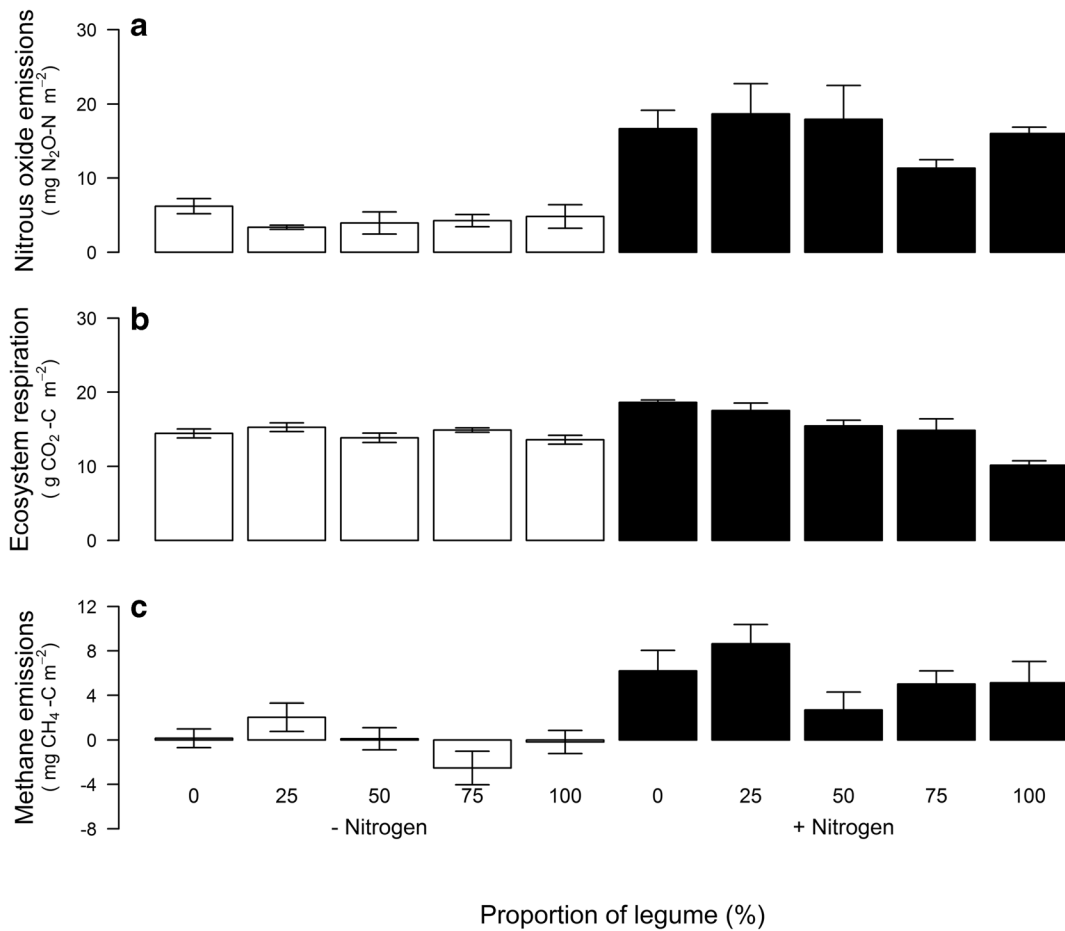 a
Nitrous oxide emissions
( mg N₂O-N m⁻²)
30
20
10
0
b
Ecosystem respiration
( g CO₂ -C m⁻²)
30
20
10
0
c
Methane emissions
( mg CH₄ -C m⁻²)
12
8
4
0
-4
-8
0 25 50 75 100 0 25 50 75 100
- Nitrogen + Nitrogen
Proportion of legume (%)